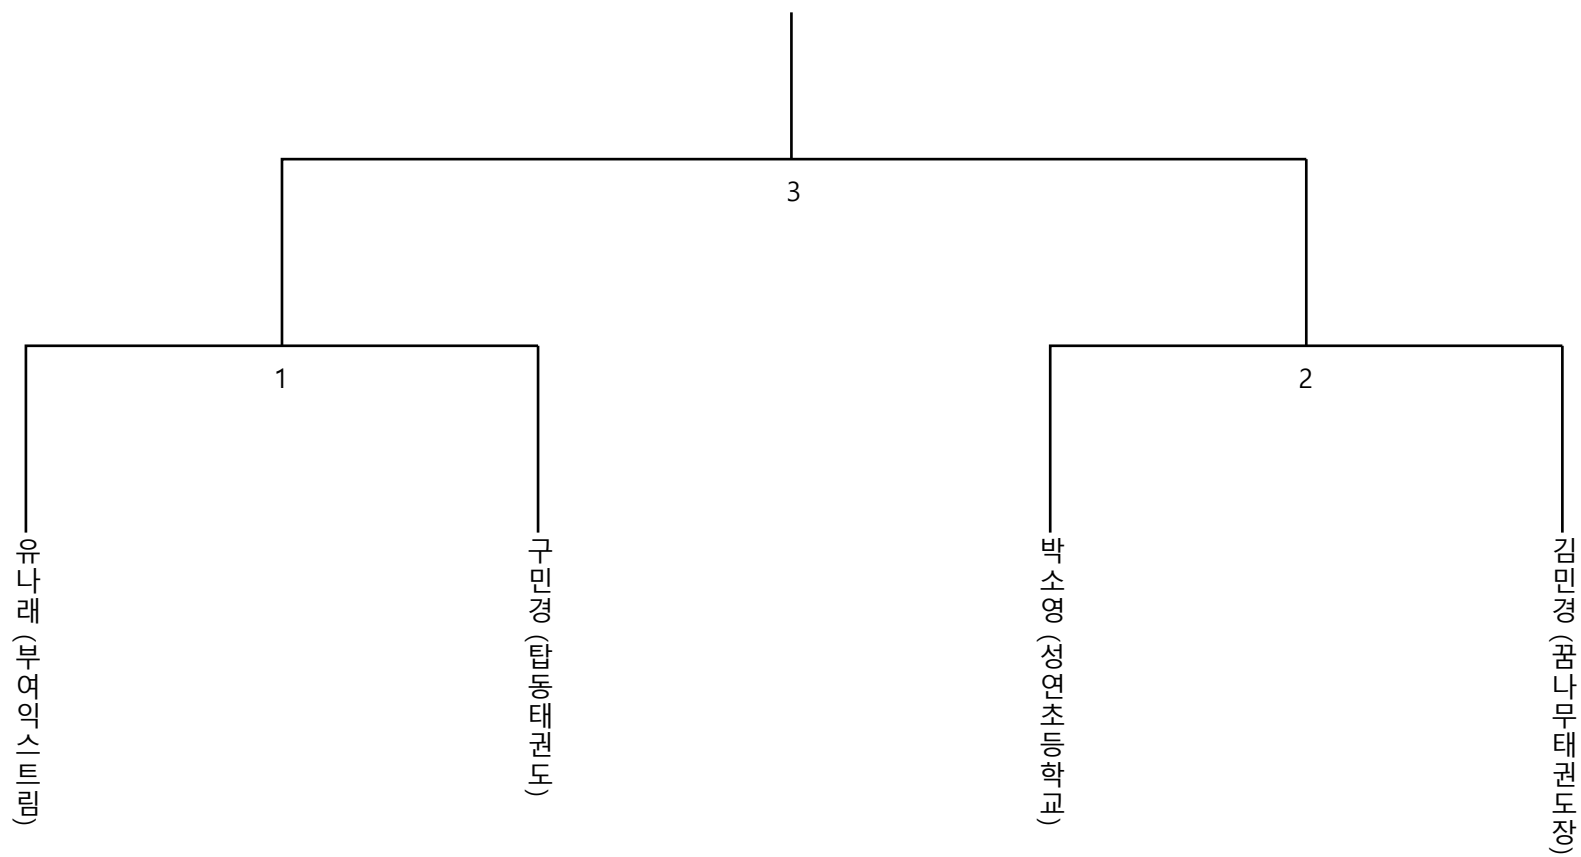 3
1
2
유나래 (부여익스트림)
구민경 (탑동태권도)
박소영 (성연초등학교)
김민경 (꿈나무태권도장)